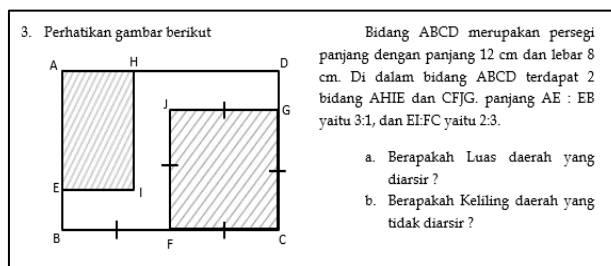 3. Perhatikan gambar berikut
A H D
J G
E I
B F C
Bidang ABCD merupakan persegi
panjang dengan panjang 12 cm dan lebar 8
cm. Di dalam bidang ABCD terdapat 2
bidang AHIE dan CFJG. panjang AE : EB
yaitu 3:1, dan EI:FC yaitu 2:3.
a. Berapakah Luas daerah yang
diarsir ?
b. Berapakah Keliling daerah yang
tidak diarsir ?